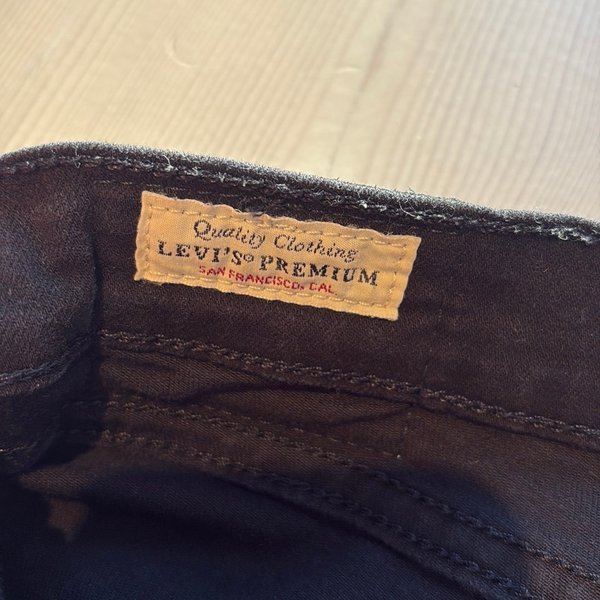 Quality Clothing
LEVI'S® PREMIUM
SAN FRANCISCO, CAL